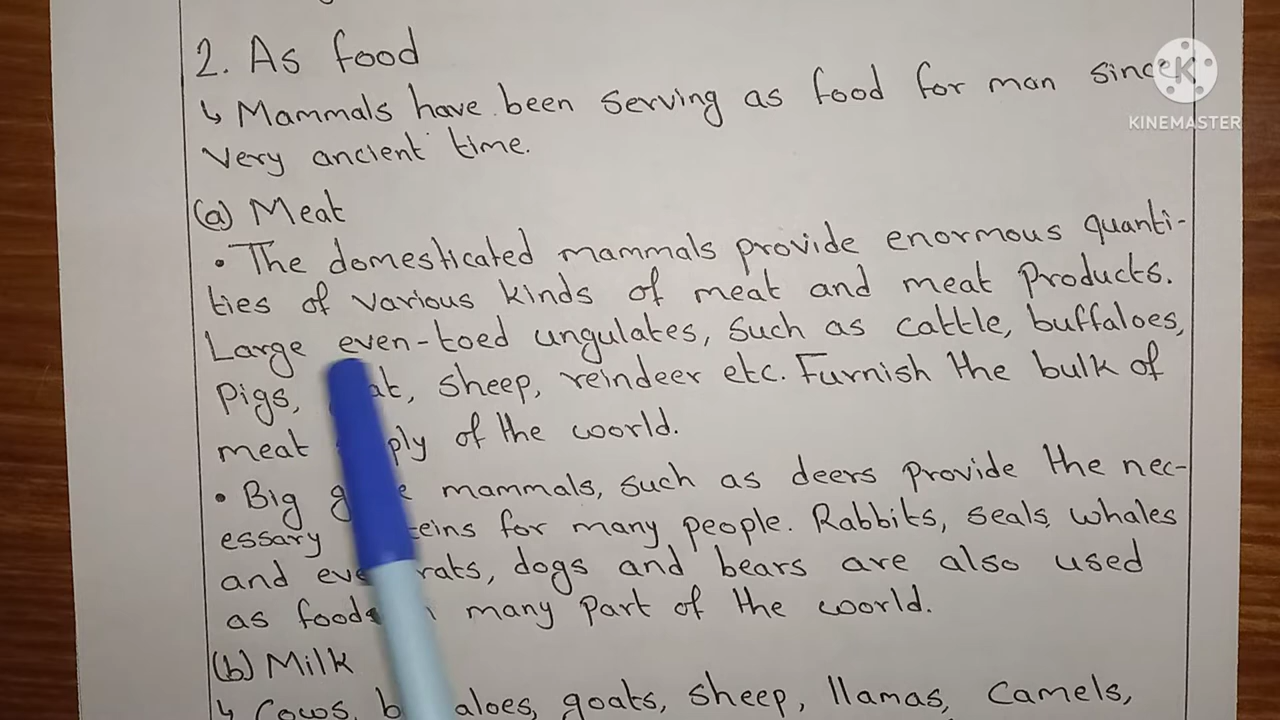 2. As food
↳ Mammals have been serving as food for man since
KINEMASTER
very ancient time.
(a) Meat
• The domesticated mammals provide enormous quanti-
ties of various kinds of meat and meat products.
Large even-toed ungulates, such as cattle, buffaloes,
Pigs, sheep, reindeer etc. Furnish the bulk of
meat of the world.
• Big mammals, such as deers provide the nec-
essary for many people. Rabbits, seals, whales
and rats, dogs and bears are also used
as foods many part of the world.
(b) Milk
↳ Cows, goats, sheep, llamas, camels,